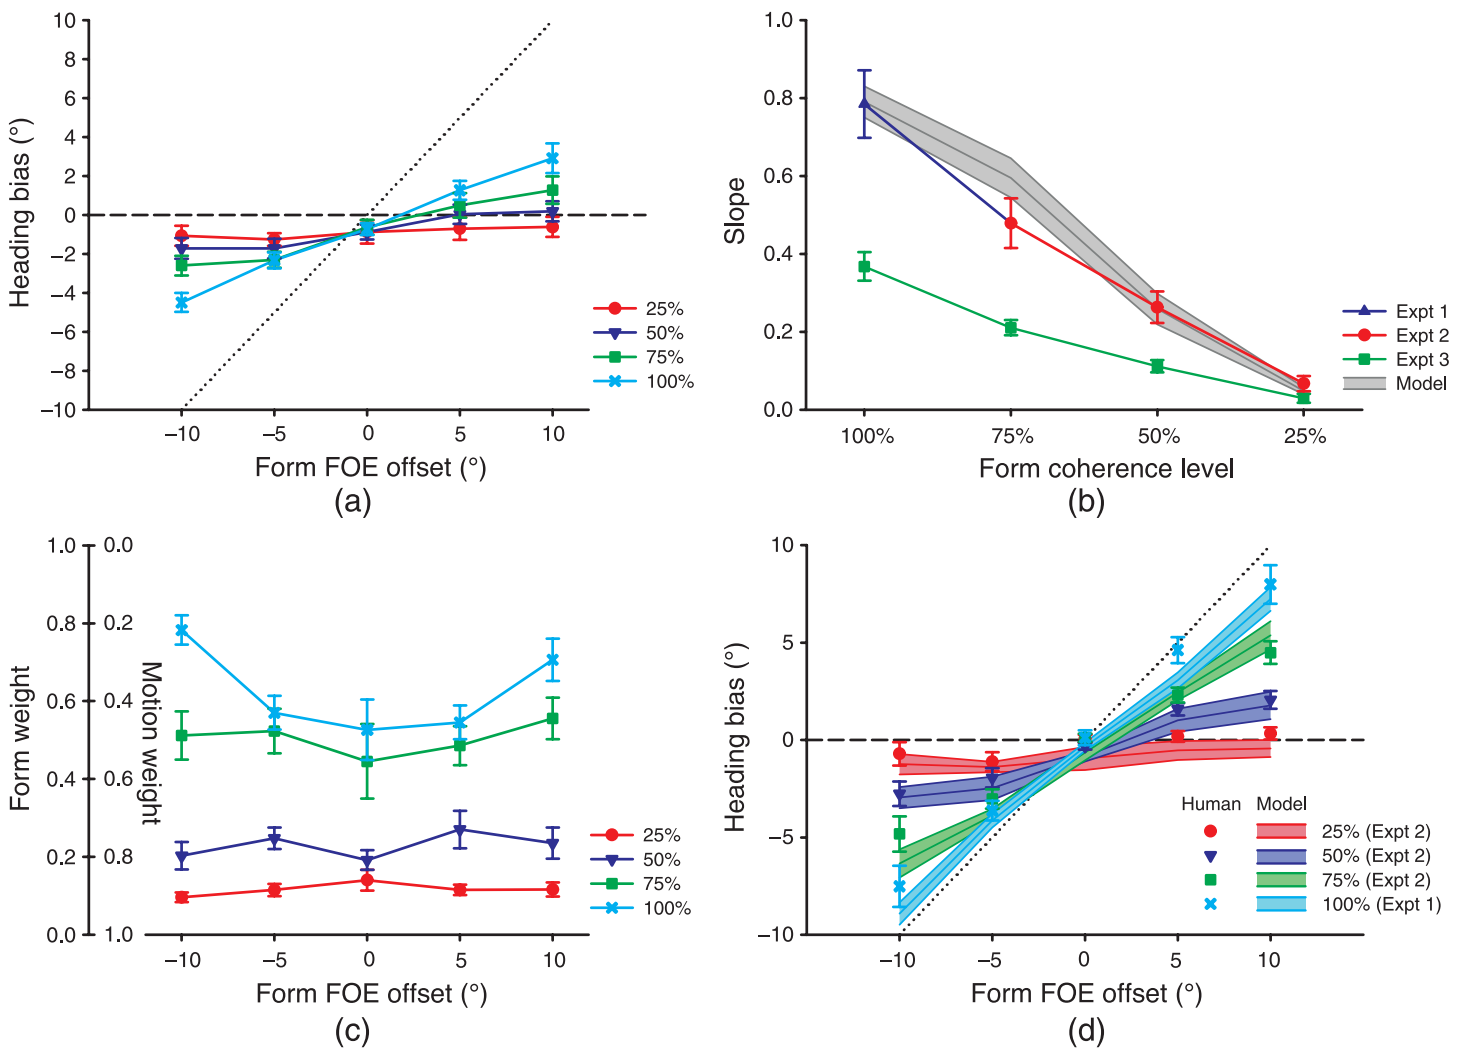 10
8
6
4
2
0
−2
−4
−6
−8
−10
Heading bias (°)
−10 −5 0 5 10
Form FOE offset (°)
25%
50%
75%
100%
(a)
1.0
0.8
0.6
0.4
0.2
0.0
Slope
100% 75% 50% 25%
Form coherence level
Expt 1
Expt 2
Expt 3
Model
(b)
1.0 0.0
0.8 0.2
0.6 0.4
0.4 0.6
0.2 0.8
0.0 1.0
Form weight
Motion weight
−10 −5 0 5 10
Form FOE offset (°)
25%
50%
75%
100%
(c)
10
5
0
−5
−10
Heading bias (°)
−10 −5 0 5 10
Form FOE offset (°)
Human Model
25% (Expt 2)
50% (Expt 2)
75% (Expt 2)
100% (Expt 1)
(d)